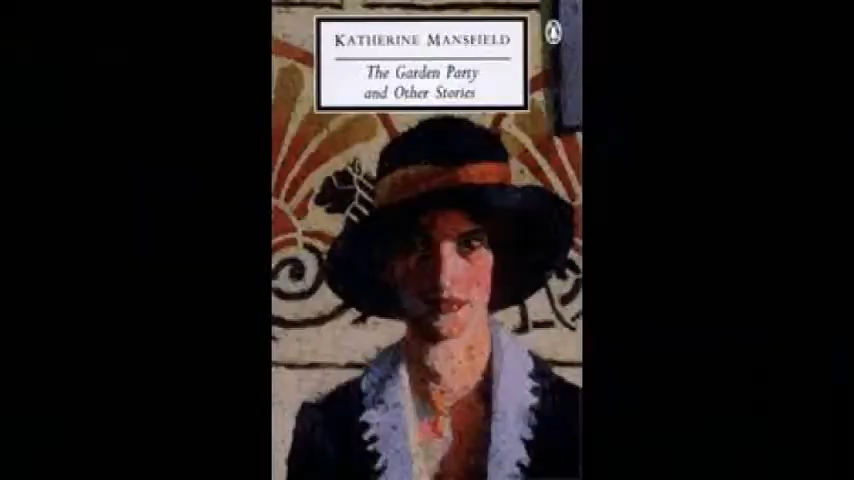 KATHERINE MANSFIELD
The Garden Party
and Other Stories